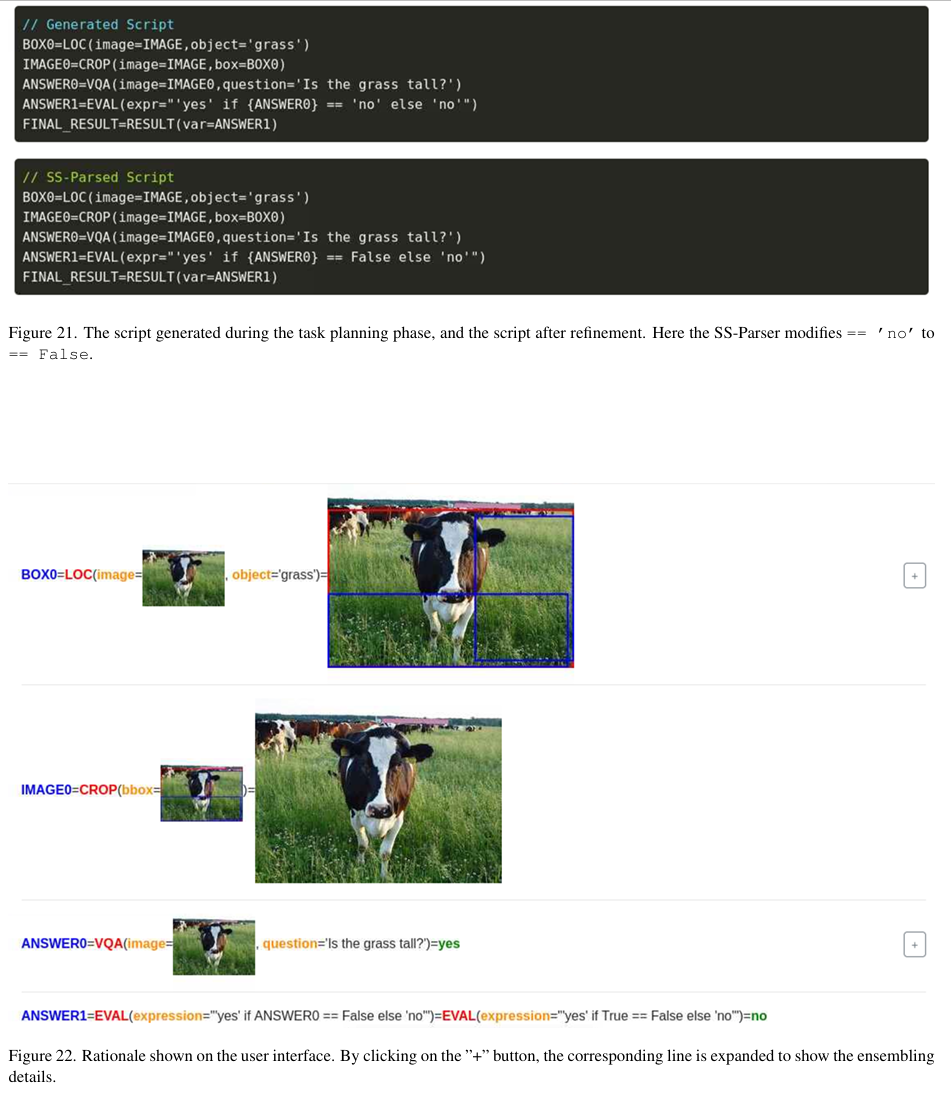 // Generated Script
BOX0=LOC(image=IMAGE,object='grass')
IMAGE0=CROP(image=IMAGE,box=BOX0)
ANSWER0=VQA(image=IMAGE0,question='Is the grass tall?')
ANSWER1=EVAL(expr="'yes' if {ANSWER0} == 'no' else 'no'")
FINAL_RESULT=RESULT(var=ANSWER1)
// SS-Parsed Script
BOX0=LOC(image=IMAGE,object='grass')
IMAGE0=CROP(image=IMAGE,box=BOX0)
ANSWER0=VQA(image=IMAGE0,question='Is the grass tall?')
ANSWER1=EVAL(expr="'yes' if {ANSWER0} == False else 'no'")
FINAL_RESULT=RESULT(var=ANSWER1)
Figure 21. The script generated during the task planning phase, and the script after refinement. Here the SS-Parser modifies == 'no' to
== False.
BOX0=LOC(image= , object='grass')= +
IMAGE0=CROP(bbox= )=
ANSWER0=VQA(image= , question='Is the grass tall?')=yes +
ANSWER1=EVAL(expression="'yes' if ANSWER0 == False else 'no'")=EVAL(expression="'yes' if True == False else 'no'")=no
Figure 22. Rationale shown on the user interface. By clicking on the ”+” button, the corresponding line is expanded to show the ensembling
details.